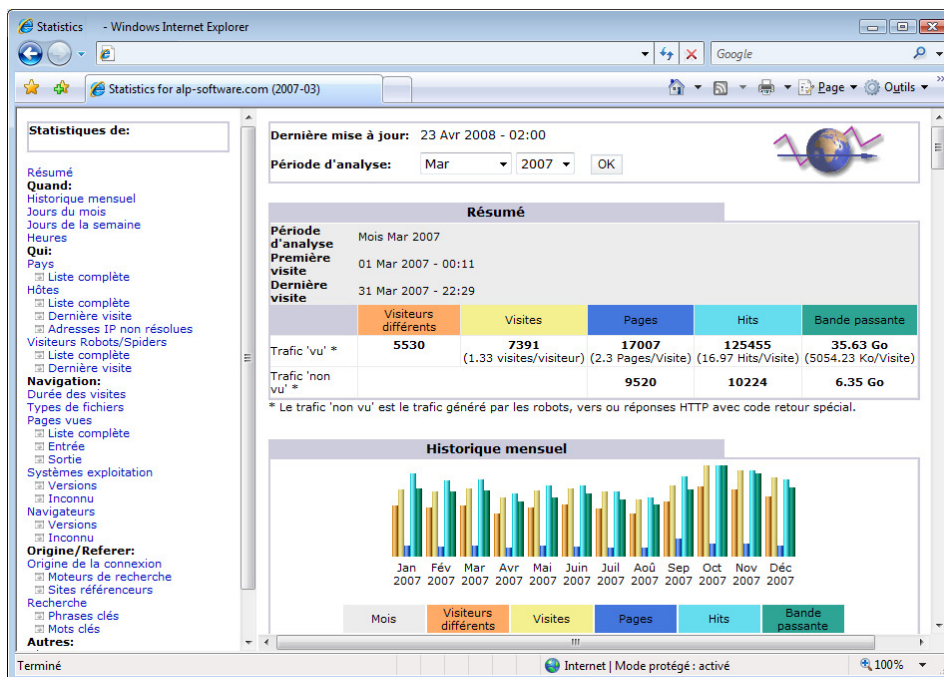 Statistics - Windows Internet Explorer
Google
Statistics for alp-software.com (2007-03)
Page
Outils
Statistiques de:
Résumé
Quand:
Historique mensuel
Jours du mois
Jours de la semaine
Heures
Qui:
Pays
Liste complète
Hôtes
Liste complète
Dernière visite
Adresses IP non résolues
Visiteurs Robots/Spiders
Liste complète
Dernière visite
Navigation:
Durée des visites
Types de fichiers
Pages vues
Liste complète
Entrée
Sortie
Systèmes exploitation
Versions
Inconnu
Navigateurs
Versions
Inconnu
Origine/Referer:
Origine de la connexion
Moteurs de recherche
Sites référenceurs
Recherche
Phrases clés
Mots clés
Autres:
Dernière mise à jour: 23 Avr 2008 - 02:00
Période d'analyse: Mar 2007 OK
Résumé
Période d'analyse Mois Mar 2007
Première visite 01 Mar 2007 - 00:11
Dernière visite 31 Mar 2007 - 22:29
Visiteurs différents Visites Pages Hits Bande passante
Trafic 'vu' * 5530 7391 17007 125455 35.63 Go
(1.33 visites/visiteur) (2.3 Pages/Visite) (16.97 Hits/Visite) (5054.23 Ko/Visite)
Trafic 'non vu' * 9520 10224 6.35 Go
* Le trafic 'non vu' est le trafic généré par les robots, vers ou réponses HTTP avec code retour spécial.
Historique mensuel
Jan Fév Mar Avr Mai Juin Juil Aoû Sep Oct Nov Déc
2007 2007 2007 2007 2007 2007 2007 2007 2007 2007 2007 2007
Mois Visiteurs différents Visites Pages Hits Bande passante
Terminé
Internet | Mode protégé : activé
100%